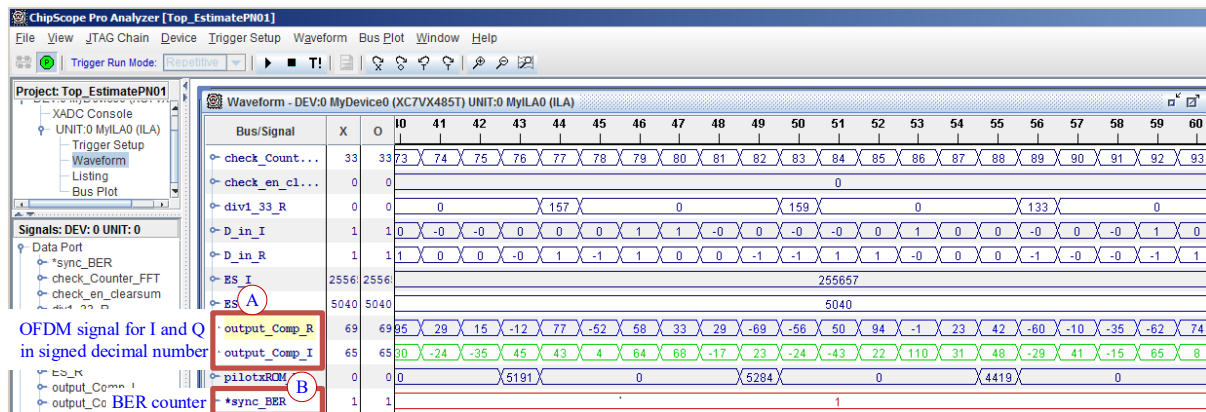 ChipScope Pro Analyzer [Top_EstimatePN01]
File View JTAG Chain Device Trigger Setup Waveform Bus Plot Window Help
Trigger Run Mode: Repetitive T!
Project: Top_EstimatePN01
XADC Console
UNIT:0 MyILA0 (ILA)
Trigger Setup
Waveform
Listing
Bus Plot
Signals: DEV: 0 UNIT: 0
Data Port
*sync_BER
check_Counter_FFT
check_en_clearsum
div1_33_R
ES_R
output_Comp_I
Waveform - DEV:0 MyDevice0 (XC7VX485T) UNIT:0 MyILA0 (ILA)
Bus/Signal X O 40 41 42 43 44 45 46 47 48 49 50 51 52 53 54 55 56 57 58 59 60
check_Count... 33 33 73 74 75 76 77 78 79 80 81 82 83 84 85 86 87 88 89 90 91 92 93
check_en_cl... 0 0 0
div1_33_R 0 0 0 157 0 159 0 133 0
D_in_I 1 1 0 -0 -0 0 0 0 1 1 -0 0 -0 0 0 1 0 0 -0 0 -0 1 0
D_in_R 1 1 1 0 0 -0 1 -1 1 0 0 -1 -1 1 1 -0 0 0 -1 -0 -0 -1 1
ES_I 2556 2556 255657
ES 5040 5040 5040
output_Comp_R 69 69 95 29 15 -12 77 -52 58 33 29 -69 -56 50 94 -1 23 42 -60 -10 -35 -62 74
output_Comp_I 65 65 30 -24 -35 45 43 4 64 68 -17 23 -24 -43 22 110 31 48 -29 41 -15 65 8
pilotxROM 0 0 0 5191 0 5284 0 4419 0
*sync_BER 1 1 1
A
B
OFDM signal for I and Q
in signed decimal number
BER counter